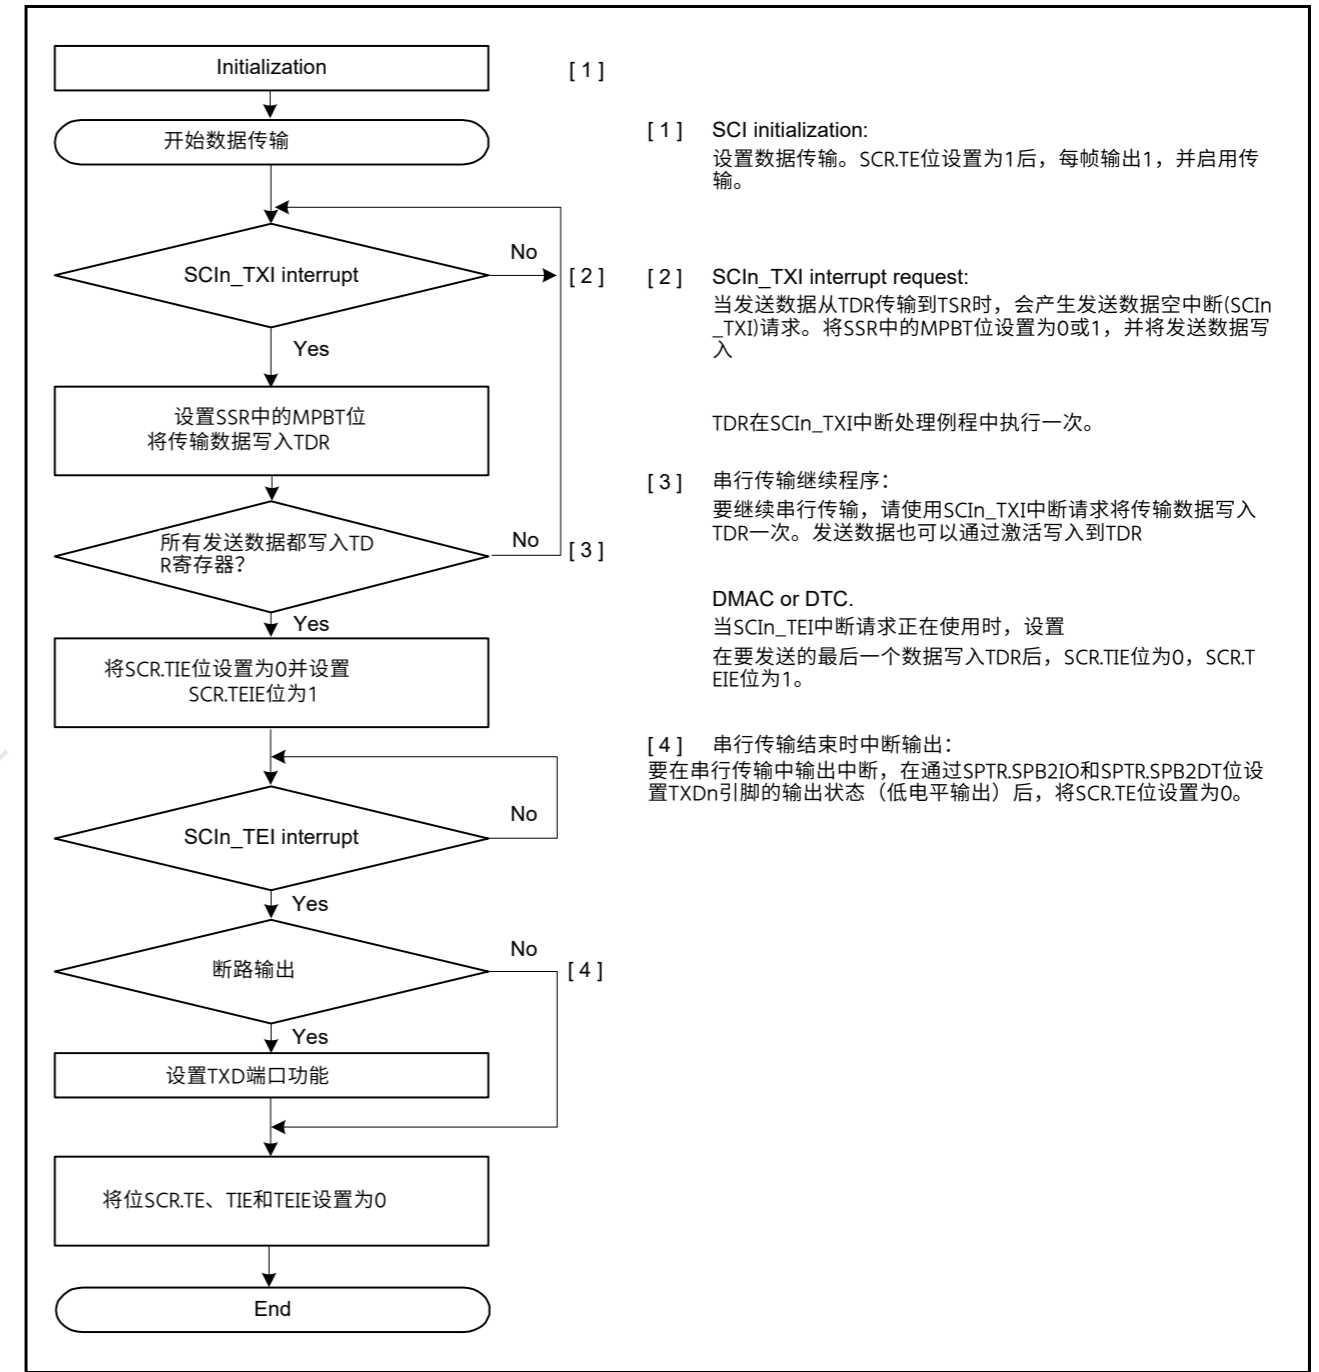 Initialization
[ 1 ]
开始数据传输
[ 1 ] SCI initialization:
设置数据传输。SCR.TE位设置为1后，每帧输出1，并启用传
输。
No
SCIn_TXI interrupt
[ 2 ]
[ 2 ] SCIn_TXI interrupt request:
当发送数据从TDR传输到TSR时，会产生发送数据空中断(SCIn
_TXI)请求。将SSR中的MPBT位设置为0或1，并将发送数据写
入
Yes
设置SSR中的MPBT位
将传输数据写入TDR
TDR在SCIn_TXI中断处理例程中执行一次。
[ 3 ] 串行传输继续程序：
要继续串行传输，请使用SCIn_TXI中断请求将传输数据写入
TDR一次。发送数据也可以通过激活写入到TDR
所有发送数据都写入TD
R寄存器？
No
[ 3 ]
DMAC or DTC.
当SCIn_TEI中断请求正在使用时，设置
在要发送的最后一个数据写入TDR后，SCR.TIE位为0，SCR.T
EIE位为1。
Yes
将SCR.TIE位设置为0并设置
SCR.TEIE位为1
[ 4 ] 串行传输结束时中断输出：
要在串行传输中输出中断，在通过SPTR.SPB2IO和SPTR.SPB2DT位设
置TXDn引脚的输出状态（低电平输出）后，将SCR.TE位设置为0。
No
SCIn_TEI interrupt
Yes
No
断路输出
[ 4 ]
Yes
设置TXD端口功能
将位SCR.TE、TIE和TEIE设置为0
End